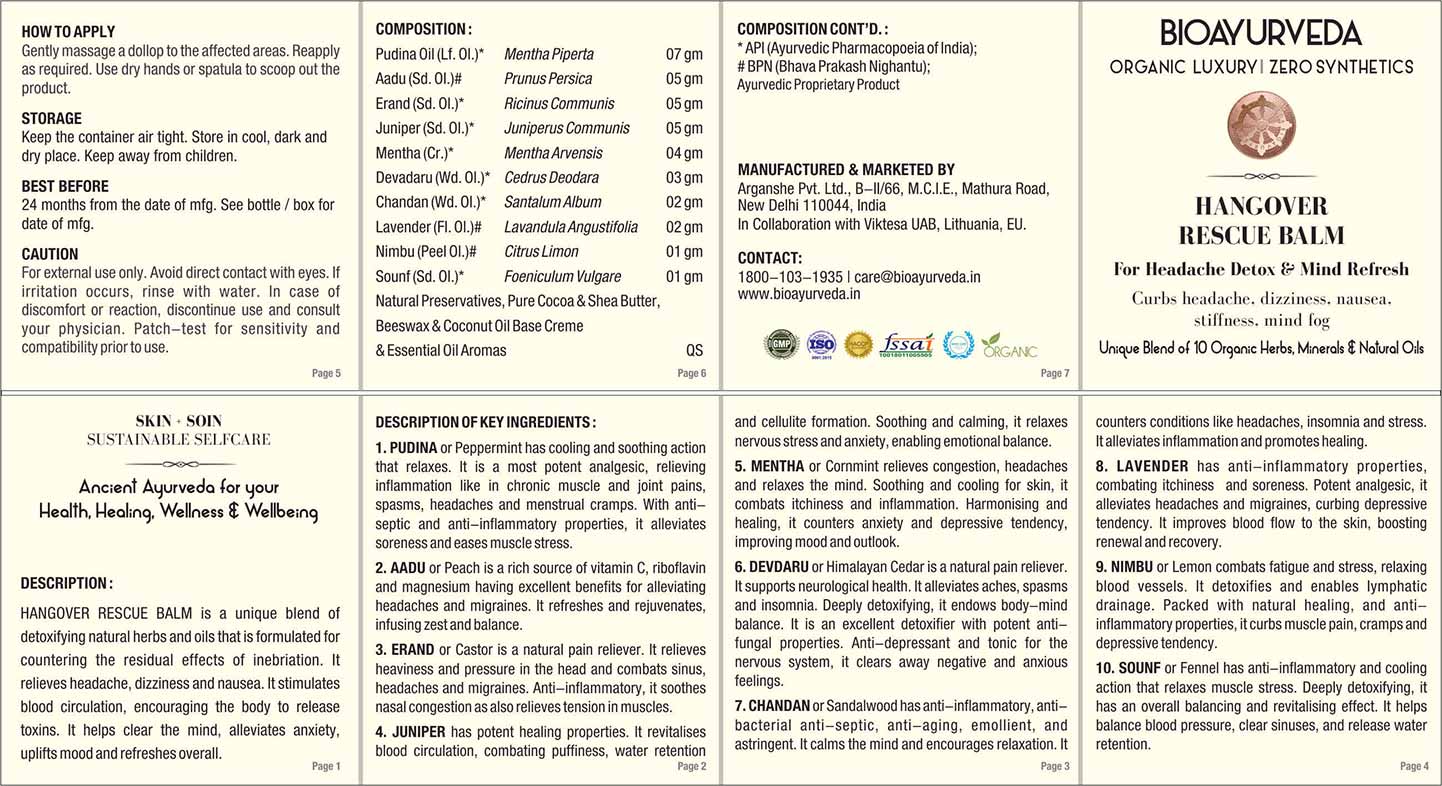 HOW TO APPLY
Gently massage a dollop to the affected areas. Reapply
as required. Use dry hands or spatula to scoop out the
product.
STORAGE
Keep the container air tight. Store in cool, dark and
dry place. Keep away from children.
BEST BEFORE
24 months from the date of mfg. See bottle / box for
date of mfg.
CAUTION
For external use only. Avoid direct contact with eyes. If
irritation occurs, rinse with water. In case of
discomfort or reaction, discontinue use and consult
your physician. Patch–test for sensitivity and
compatibility prior to use.
Page 5
COMPOSITION :
Pudina Oil (Lf. Ol.)* Mentha Piperta 07 gm
Aadu (Sd. Ol.)# Prunus Persica 05 gm
Erand (Sd. Ol.)* Ricinus Communis 05 gm
Juniper (Sd. Ol.)* Juniperus Communis 05 gm
Mentha (Cr.)* Mentha Arvensis 04 gm
Devadaru (Wd. Ol.)* Cedrus Deodara 03 gm
Chandan (Wd. Ol.)* Santalum Album 02 gm
Lavender (Fl. Ol.)# Lavandula Angustifolia 02 gm
Nimbu (Peel Ol.)# Citrus Limon 01 gm
Sounf (Sd. Ol.)* Foeniculum Vulgare 01 gm
Natural Preservatives, Pure Cocoa & Shea Butter,
Beeswax & Coconut Oil Base Creme
& Essential Oil Aromas QS
Page 6
COMPOSITION CONT’D. :
* API (Ayurvedic Pharmacopoeia of India);
# BPN (Bhava Prakash Nighantu);
Ayurvedic Proprietary Product
MANUFACTURED & MARKETED BY
Arganshe Pvt. Ltd., B–II/66, M.C.I.E., Mathura Road,
New Delhi 110044, India
In Collaboration with Viktesa UAB, Lithuania, EU.
CONTACT:
1800–103–1935 | care@bioayurveda.in
www.bioayurveda.in
GMP
ISO
9001:2015
HACCP
fssai
10018011005505
ORGANIC
Page 7
BIOAYURVEDA
ORGANIC LUXURY | ZERO SYNTHETICS
HANGOVER
RESCUE BALM
For Headache Detox & Mind Refresh
Curbs headache, dizziness, nausea,
stiffness, mind fog
Unique Blend of 10 Organic Herbs, Minerals & Natural Oils
SKIN + SOIN
SUSTAINABLE SELFCARE
Ancient Ayurveda for your
Health, Healing, Wellness & Wellbeing
DESCRIPTION :
HANGOVER RESCUE BALM is a unique blend of
detoxifying natural herbs and oils that is formulated for
countering the residual effects of inebriation. It
relieves headache, dizziness and nausea. It stimulates
blood circulation, encouraging the body to release
toxins. It helps clear the mind, alleviates anxiety,
uplifts mood and refreshes overall.
Page 1
DESCRIPTION OF KEY INGREDIENTS :
1. PUDINA or Peppermint has cooling and soothing action
that relaxes. It is a most potent analgesic, relieving
inflammation like in chronic muscle and joint pains,
spasms, headaches and menstrual cramps. With anti–
septic and anti–inflammatory properties, it alleviates
soreness and eases muscle stress.
2. AADU or Peach is a rich source of vitamin C, riboflavin
and magnesium having excellent benefits for alleviating
headaches and migraines. It refreshes and rejuvenates,
infusing zest and balance.
3. ERAND or Castor is a natural pain reliever. It relieves
heaviness and pressure in the head and combats sinus,
headaches and migraines. Anti–inflammatory, it soothes
nasal congestion as also relieves tension in muscles.
4. JUNIPER has potent healing properties. It revitalises
blood circulation, combating puffiness, water retention
Page 2
and cellulite formation. Soothing and calming, it relaxes
nervous stress and anxiety, enabling emotional balance.
5. MENTHA or Cornmint relieves congestion, headaches
and relaxes the mind. Soothing and cooling for skin, it
combats itchiness and inflammation. Harmonising and
healing, it counters anxiety and depressive tendency,
improving mood and outlook.
6. DEVDARU or Himalayan Cedar is a natural pain reliever.
It supports neurological health. It alleviates aches, spasms
and insomnia. Deeply detoxifying, it endows body–mind
balance. It is an excellent detoxifier with potent anti–
fungal properties. Anti–depressant and tonic for the
nervous system, it clears away negative and anxious
feelings.
7. CHANDAN or Sandalwood has anti–inflammatory, anti–
bacterial anti–septic, anti–aging, emollient, and
astringent. It calms the mind and encourages relaxation. It
Page 3
counters conditions like headaches, insomnia and stress.
It alleviates inflammation and promotes healing.
8. LAVENDER has anti–inflammatory properties,
combating itchiness and soreness. Potent analgesic, it
alleviates headaches and migraines, curbing depressive
tendency. It improves blood flow to the skin, boosting
renewal and recovery.
9. NIMBU or Lemon combats fatigue and stress, relaxing
blood vessels. It detoxifies and enables lymphatic
drainage. Packed with natural healing, and anti–
inflammatory properties, it curbs muscle pain, cramps and
depressive tendency.
10. SOUNF or Fennel has anti–inflammatory and cooling
action that relaxes muscle stress. Deeply detoxifying, it
has an overall balancing and revitalising effect. It helps
balance blood pressure, clear sinuses, and release water
retention.
Page 4